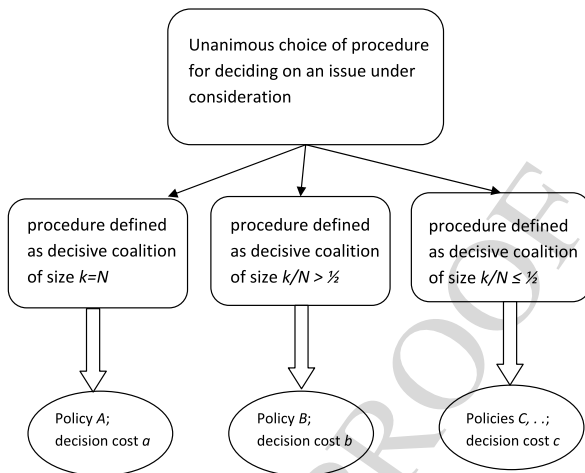 Unanimous choice of procedure
for deciding on an issue under
consideration
procedure defined
as decisive coalition
of size k=N
procedure defined
as decisive coalition
of size k/N > ½
procedure defined
as decisive coalition
of size k/N ≤ ½
Policy A;
decision cost a
Policy B;
decision cost b
Policies C, . .;
decision cost c
PROOF